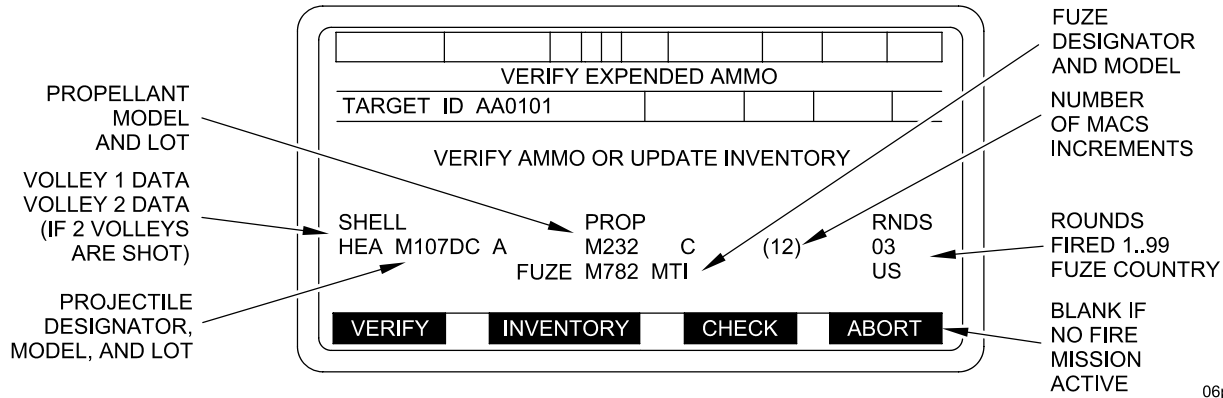 FUZE
DESIGNATOR
AND MODEL
VERIFY EXPENDED AMMO
TARGET ID AA0101
PROPELLANT
MODEL
AND LOT
NUMBER
OF MACS
INCREMENTS
VERIFY AMMO OR UPDATE INVENTORY
VOLLEY 1 DATA
VOLLEY 2 DATA
(IF 2 VOLLEYS
ARE SHOT)
SHELL PROP RNDS
HEA M107DC A M232 C (12) 03
FUZE M782 MTI US
ROUNDS
FIRED 1..99
FUZE COUNTRY
PROJECTILE
DESIGNATOR,
MODEL, AND LOT
VERIFY INVENTORY CHECK ABORT
BLANK IF
NO FIRE
MISSION
ACTIVE